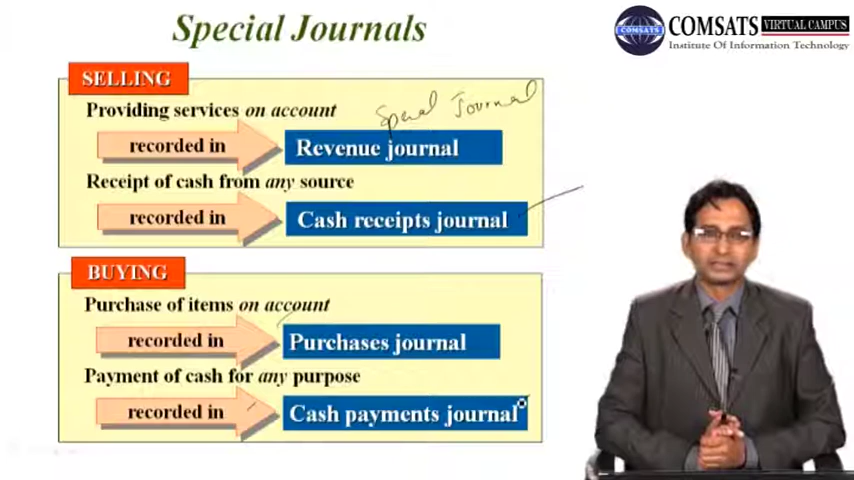 Special Journals
COMSATS VIRTUAL CAMPUS
COMSATS
Institute Of Information Technology
SELLING
Providing services on account
Special Journal
recorded in
Revenue journal
Receipt of cash from any source
recorded in
Cash receipts journal
BUYING
Purchase of items on account
recorded in
Purchases journal
Payment of cash for any purpose
recorded in
Cash payments journal